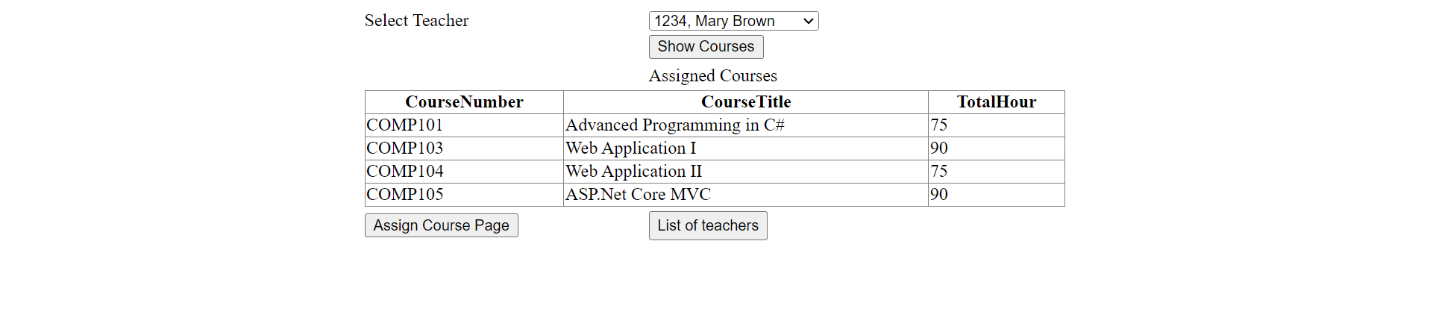 Select Teacher 1234, Mary Brown
Show Courses
Assigned Courses
CourseNumber CourseTitle TotalHour
COMP101 Advanced Programming in C# 75
COMP103 Web Application I 90
COMP104 Web Application II 75
COMP105 ASP.Net Core MVC 90
Assign Course Page List of teachers